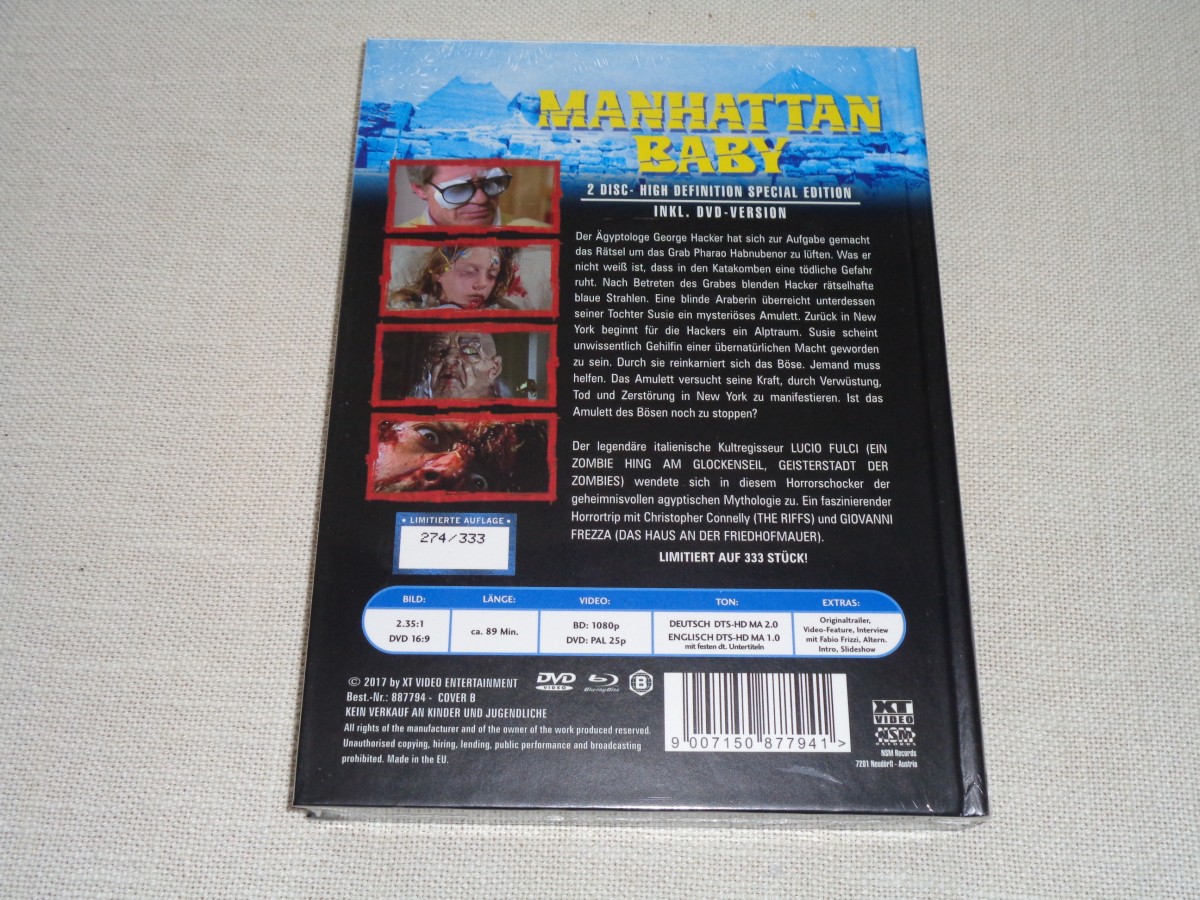 MANHATTAN
BABY
2 DISC- HIGH DEFINITION SPECIAL EDITION
INKL. DVD-VERSION
Der Ägyptologe George Hacker hat sich zur Aufgabe gemacht
das Rätsel um das Grab Pharao Habnubenor zu lüften. Was er
nicht weiß ist, dass in den Katakomben eine tödliche Gefahr
ruht. Nach Betreten des Grabes blenden Hacker rätselhafte
blaue Strahlen. Eine blinde Araberin überreicht unterdessen
seiner Tochter Susie ein mysteriöses Amulett. Zurück in New
York beginnt für die Hackers ein Alptraum. Susie scheint
unwissentlich Gehilfin einer übernatürlichen Macht geworden
zu sein. Durch sie reinkarniert sich das Böse. Jemand muss
helfen. Das Amulett versucht seine Kraft, durch Verwüstung,
Tod und Zerstörung in New York zu manifestieren. Ist das
Amulett des Bösen noch zu stoppen?
Der legendäre italienische Kultregisseur LUCIO FULCI (EIN
ZOMBIE HING AM GLOCKENSEIL, GEISTERSTADT DER
ZOMBIES) wendete sich in diesem Horrorschocker der
geheimnisvollen agyptischen Mythologie zu. Ein faszinierender
Horrortrip mit Christopher Connelly (THE RIFFS) und GIOVANNI
FREZZA (DAS HAUS AN DER FRIEDHOFMAUER).
LIMITIERT AUF 333 STÜCK!
• LIMITIERTE AUFLAGE •
274/333
BILD:
2.35:1
DVD 16:9
LÄNGE:
ca. 89 Min.
VIDEO:
BD: 1080p
DVD: PAL 25p
TON:
DEUTSCH DTS-HD MA 2.0
ENGLISCH DTS-HD MA 1.0
mit festen dt. Untertiteln
EXTRAS:
Originaltrailer,
Video-Feature, Interview
mit Fabio Frizzi, Altern.
Intro, Slideshow
© 2017 by XT VIDEO ENTERTAINMENT
Best.-Nr.: 887794 - COVER B
KEIN VERKAUF AN KINDER UND JUGENDLICHE
All rights of the manufacturer and of the owner of the work produced reserved.
Unauthorised copying, hiring, lending, public performance and broadcasting
prohibited. Made in the EU.
DVD
VIDEO
Blu-ray Disc
B
9 007150 877941 >
XT
VIDEO
NSM
RECORDS
NSM Records
7201 Neudörfl - Austria